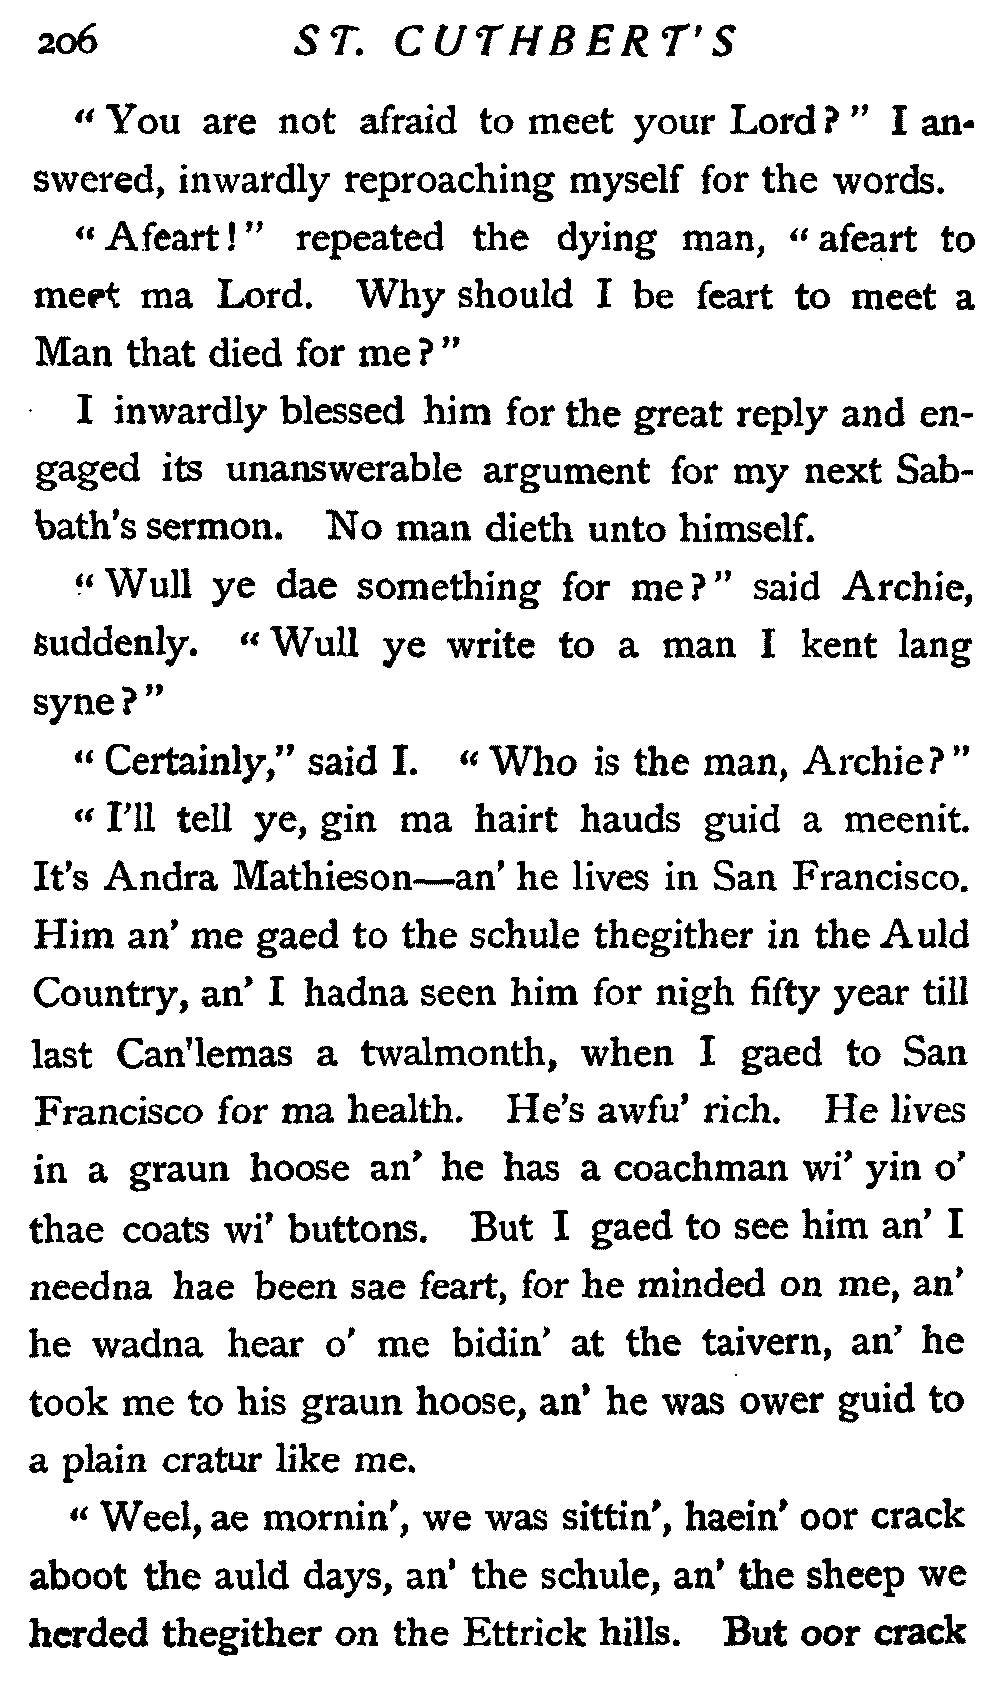 206 ST. CUTHBERT'S
“ You are not afraid to meet your Lord ? ” I an-
swered, inwardly reproaching myself for the words.
“ Afeart ! ” repeated the dying man, “ afeart to
meet ma Lord. Why should I be feart to meet a
Man that died for me ? ”
I inwardly blessed him for the great reply and en-
gaged its unanswerable argument for my next Sab-
bath's sermon. No man dieth unto himself.
“ Wull ye dae something for me ? ” said Archie,
suddenly. “ Wull ye write to a man I kent lang
syne ? ”
“ Certainly,” said I. “ Who is the man, Archie ? ”
“ I'll tell ye, gin ma hairt hauds guid a meenit.
It's Andra Mathieson—an' he lives in San Francisco.
Him an' me gaed to the schule thegither in the Auld
Country, an' I hadna seen him for nigh fifty year till
last Can'lemas a twalmonth, when I gaed to San
Francisco for ma health. He's awfu' rich. He lives
in a graun hoose an' he has a coachman wi' yin o'
thae coats wi' buttons. But I gaed to see him an' I
needna hae been sae feart, for he minded on me, an'
he wadna hear o' me bidin' at the taivern, an' he
took me to his graun hoose, an' he was ower guid to
a plain cratur like me.
“ Weel, ae mornin', we was sittin', haein' oor crack
aboot the auld days, an' the schule, an' the sheep we
herded thegither on the Ettrick hills. But oor crack